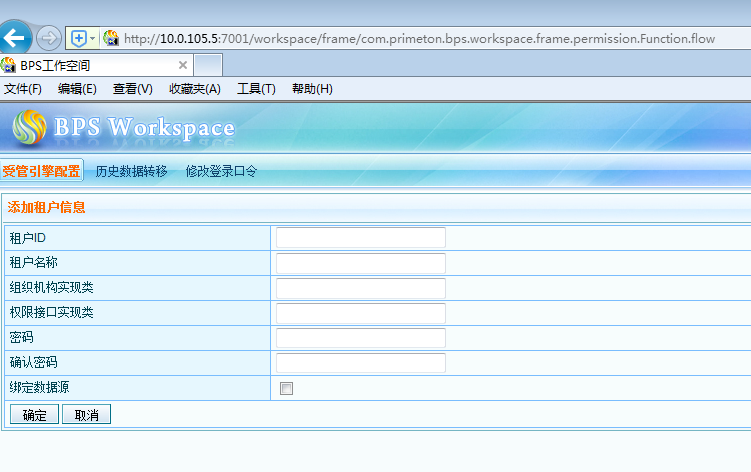 http://10.0.105.5:7001/workspace/frame/com.primeton.bps.workspace.frame.permission.Function.flow
BPS工作空间
文件(F) 编辑(E) 查看(V) 收藏夹(A) 工具(T) 帮助(H)
BPS Workspace
受管引擎配置 历史数据转移 修改登录口令
添加租户信息
租户ID
租户名称
组织机构实现类
权限接口实现类
密码
确认密码
绑定数据源
确定 取消